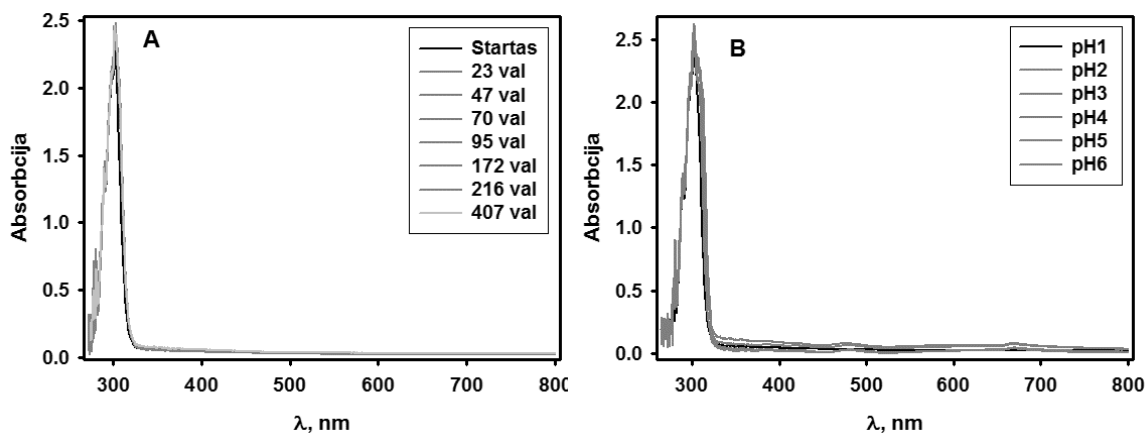 A
Absorbcija
2.5
2.0
1.5
1.0
0.5
0.0
Startas
23 val
47 val
70 val
95 val
172 val
216 val
407 val
300 400 500 600 700 800
λ, nm
B
Absorbcija
2.5
2.0
1.5
1.0
0.5
0.0
pH1
pH2
pH3
pH4
pH5
pH6
300 400 500 600 700 800
λ, nm